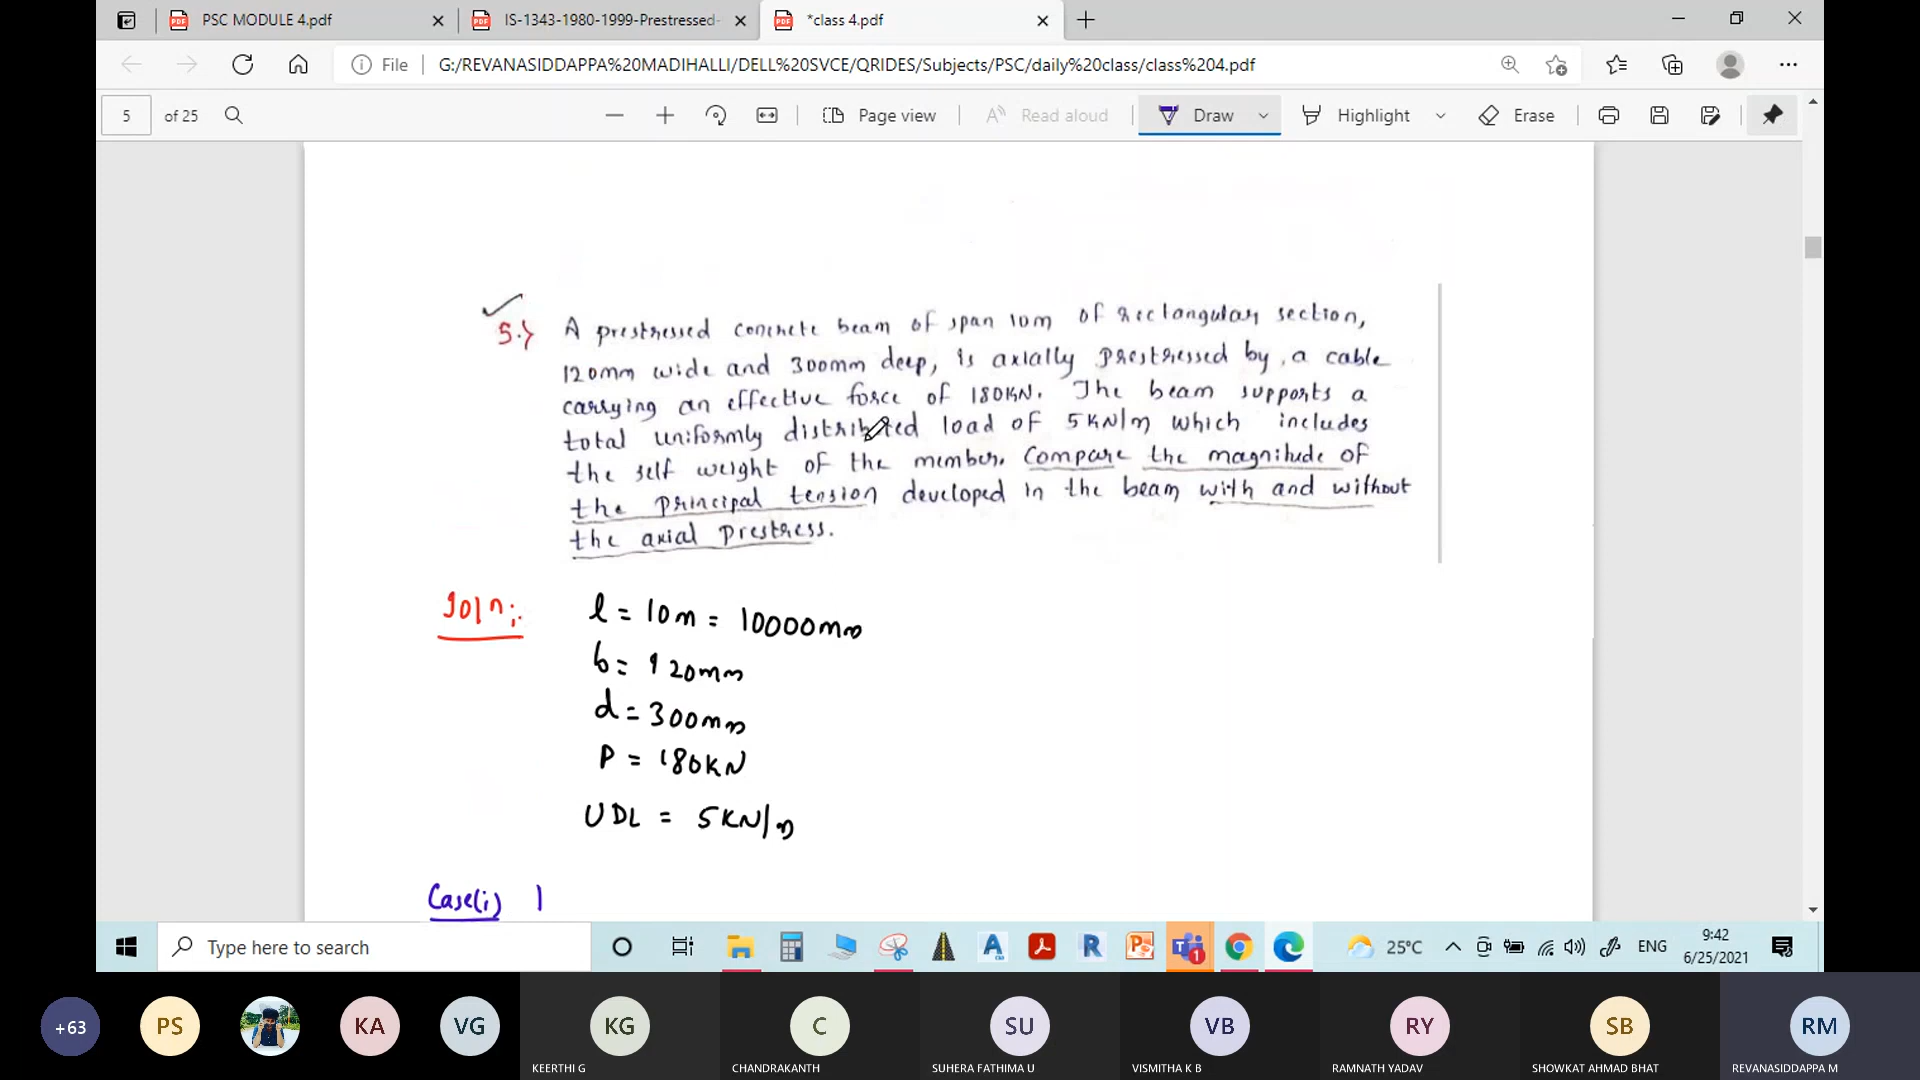 PSC MODULE 4.pdf
IS-1343-1980-1999-Prestressed-
*class 4.pdf
File
G:/REVANASIDDAPPA%20MADIHALLI/DELL%20SVCE/QRIDES/Subjects/PSC/daily%20class/class%204.pdf
5 of 25
Page view
Read aloud
Draw
Highlight
Erase
5.) A prestressed concrete beam of span 10m of rectangular section,
120mm wide and 300mm deep, is axially prestressed by, a cable
carrying an effective force of 180KN. The beam supports a
total uniformly distributed load of 5KN/m which includes
the self weight of the member. Compare the magnitude of
the principal tension developed in the beam with and without
the axial prestress.
Soln:
l = 10m = 10000mm
b = 120mm
d = 300mm
P = 180KN
UDL = 5KN/m
Case(i)
Type here to search
1
25°C
ENG
9:42
6/25/2021
+63
PS
KA
VG
KG
C
SU
VB
RY
SB
RM
KEERTHI G
CHANDRAKANTH
SUHERA FATHIMA U
VISMITHA K B
RAMNATH YADAV
SHOWKAT AHMAD BHAT
REVANASIDDAPPA M